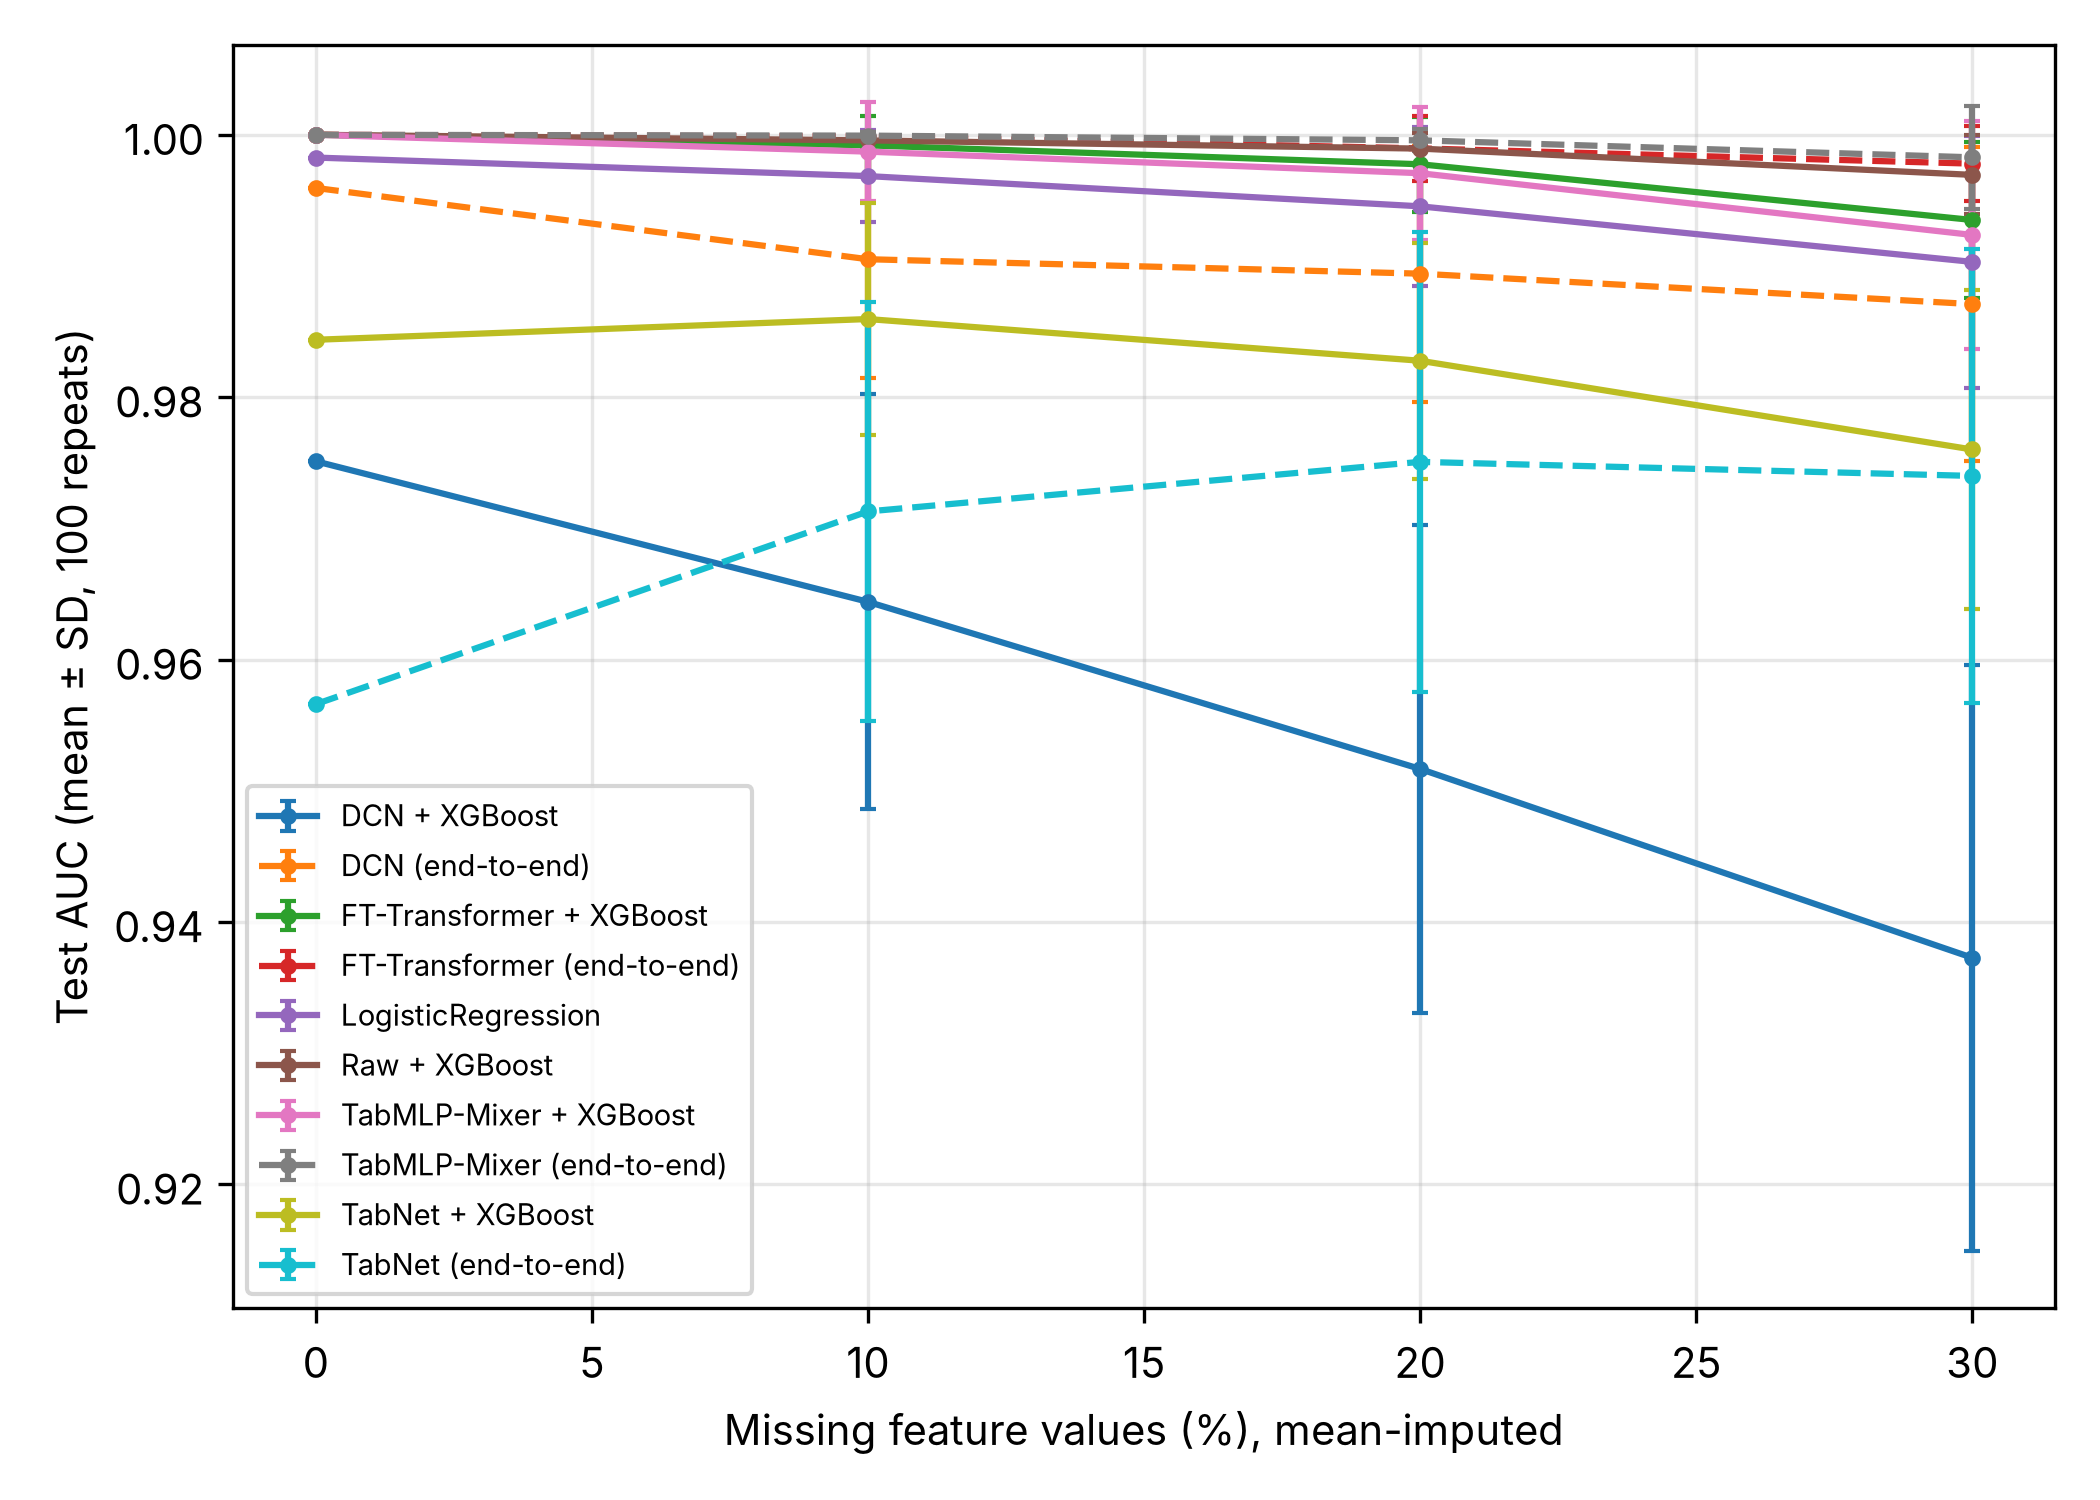 1.00
0.98
0.96
0.94
0.92
Test AUC (mean ± SD, 100 repeats)
DCN + XGBoost
DCN (end-to-end)
FT-Transformer + XGBoost
FT-Transformer (end-to-end)
LogisticRegression
Raw + XGBoost
TabMLP-Mixer + XGBoost
TabMLP-Mixer (end-to-end)
TabNet + XGBoost
TabNet (end-to-end)
0 5 10 15 20 25 30
Missing feature values (%), mean-imputed